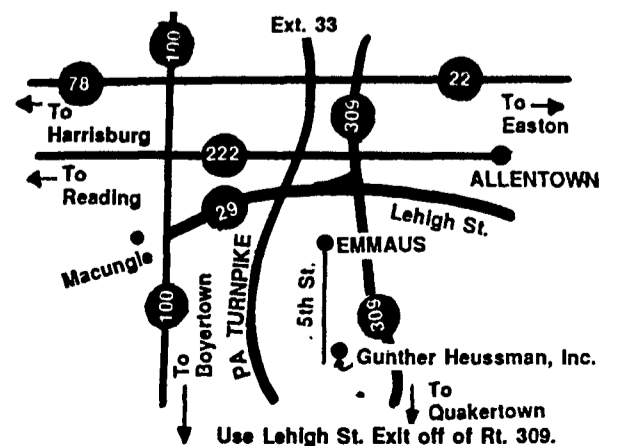 Ext. 33
100
78
22
To
Harrisburg
309
To
Easton
222
To
Reading
ALLENTOWN
29
Lehigh St.
Macungie
EMMAUS
PA TURNPIKE
5th St.
100
To
Boyertown
309
Gunther Heussman, Inc.
To
Quakertown
Use Lehigh St. Exit off of Rt. 309.